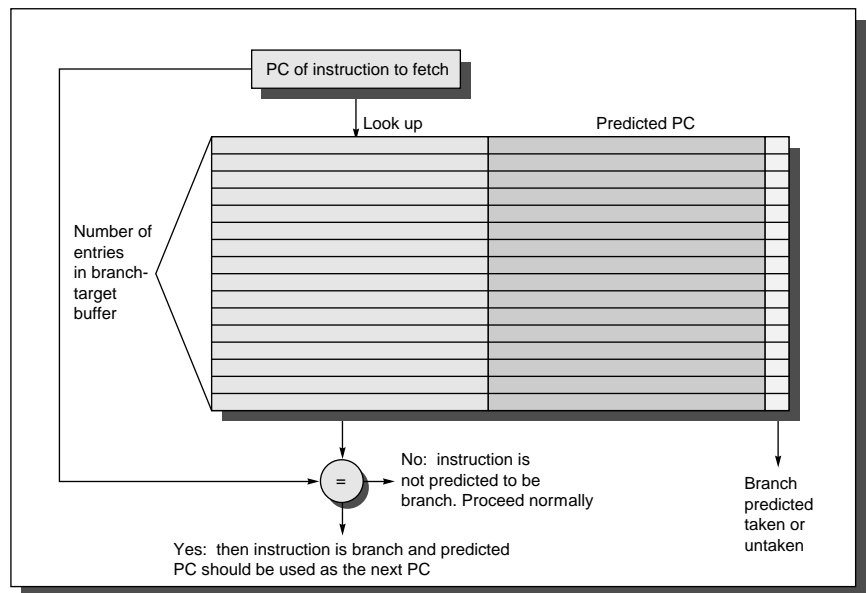 PC of instruction to fetch
Look up
Predicted PC
Number of
entries
in branch-
target
buffer
=
No: instruction is
not predicted to be
branch. Proceed normally
Branch
predicted
taken or
untaken
Yes: then instruction is branch and predicted
PC should be used as the next PC